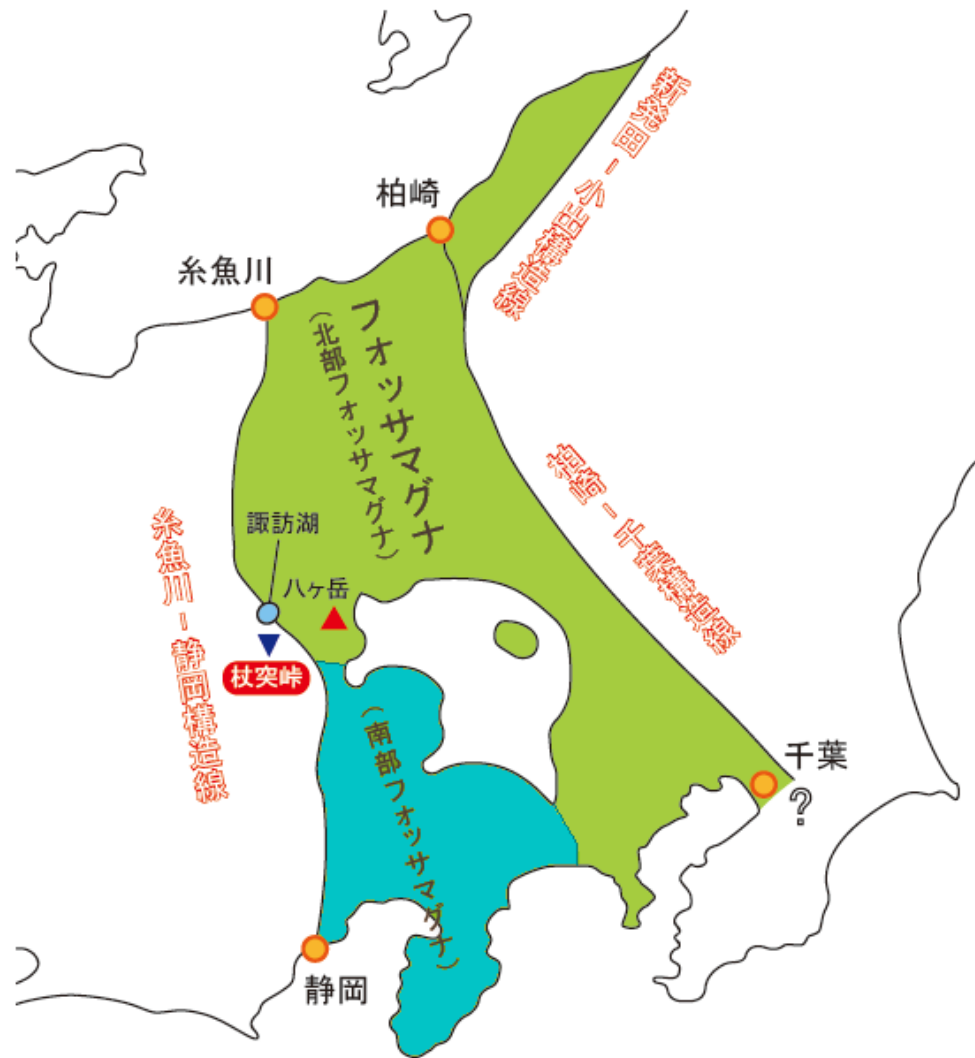 新発田－小出構造線
柏崎
糸魚川
フォッサマグナ
（北部フォッサマグナ）
柏崎－千葉構造線
諏訪湖
八ヶ岳
糸魚川－静岡構造線
杖突峠
（南部フォッサマグナ）
千葉
?
静岡